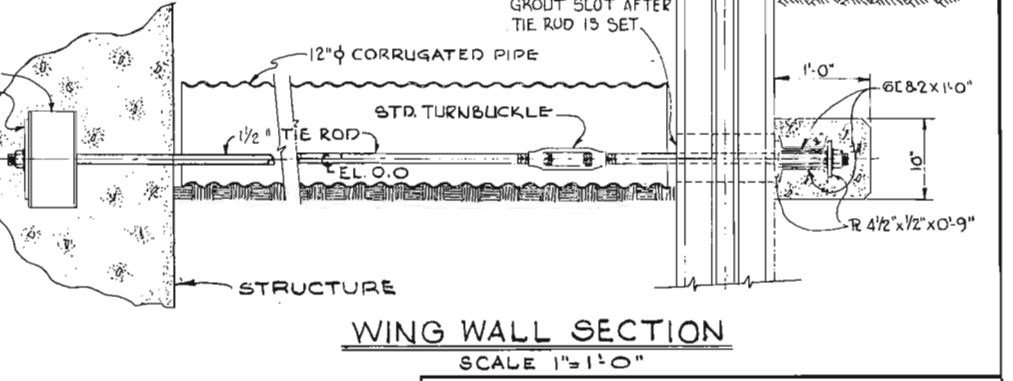 GROUT SLOT AFTER
TIE ROD IS SET
12"φ CORRUGATED PIPE
1'-0"
6[8.2 X 1'-0"
STD. TURNBUCKLE
1½" TIE ROD
EL. 0.0
10"
℞ 4½"x½"x0'-9"
STRUCTURE
WING WALL SECTION
SCALE 1"=1'-0"